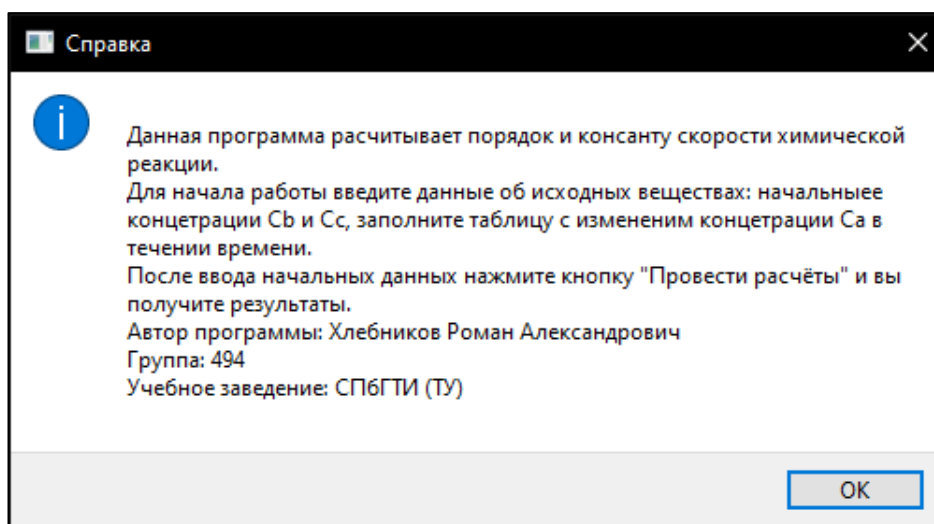 Справка
Данная программа расчитывает порядок и консанту скорости химической
реакции.
Для начала работы введите данные об исходных веществах: начальныее
концетрации Cb и Cc, заполните таблицу с изменением концетрации Ca в
течении времени.
После ввода начальных данных нажмите кнопку "Провести расчёты" и вы
получите результаты.
Автор программы: Хлебников Роман Александрович
Группа: 494
Учебное заведение: СПбГТИ (ТУ)
OK